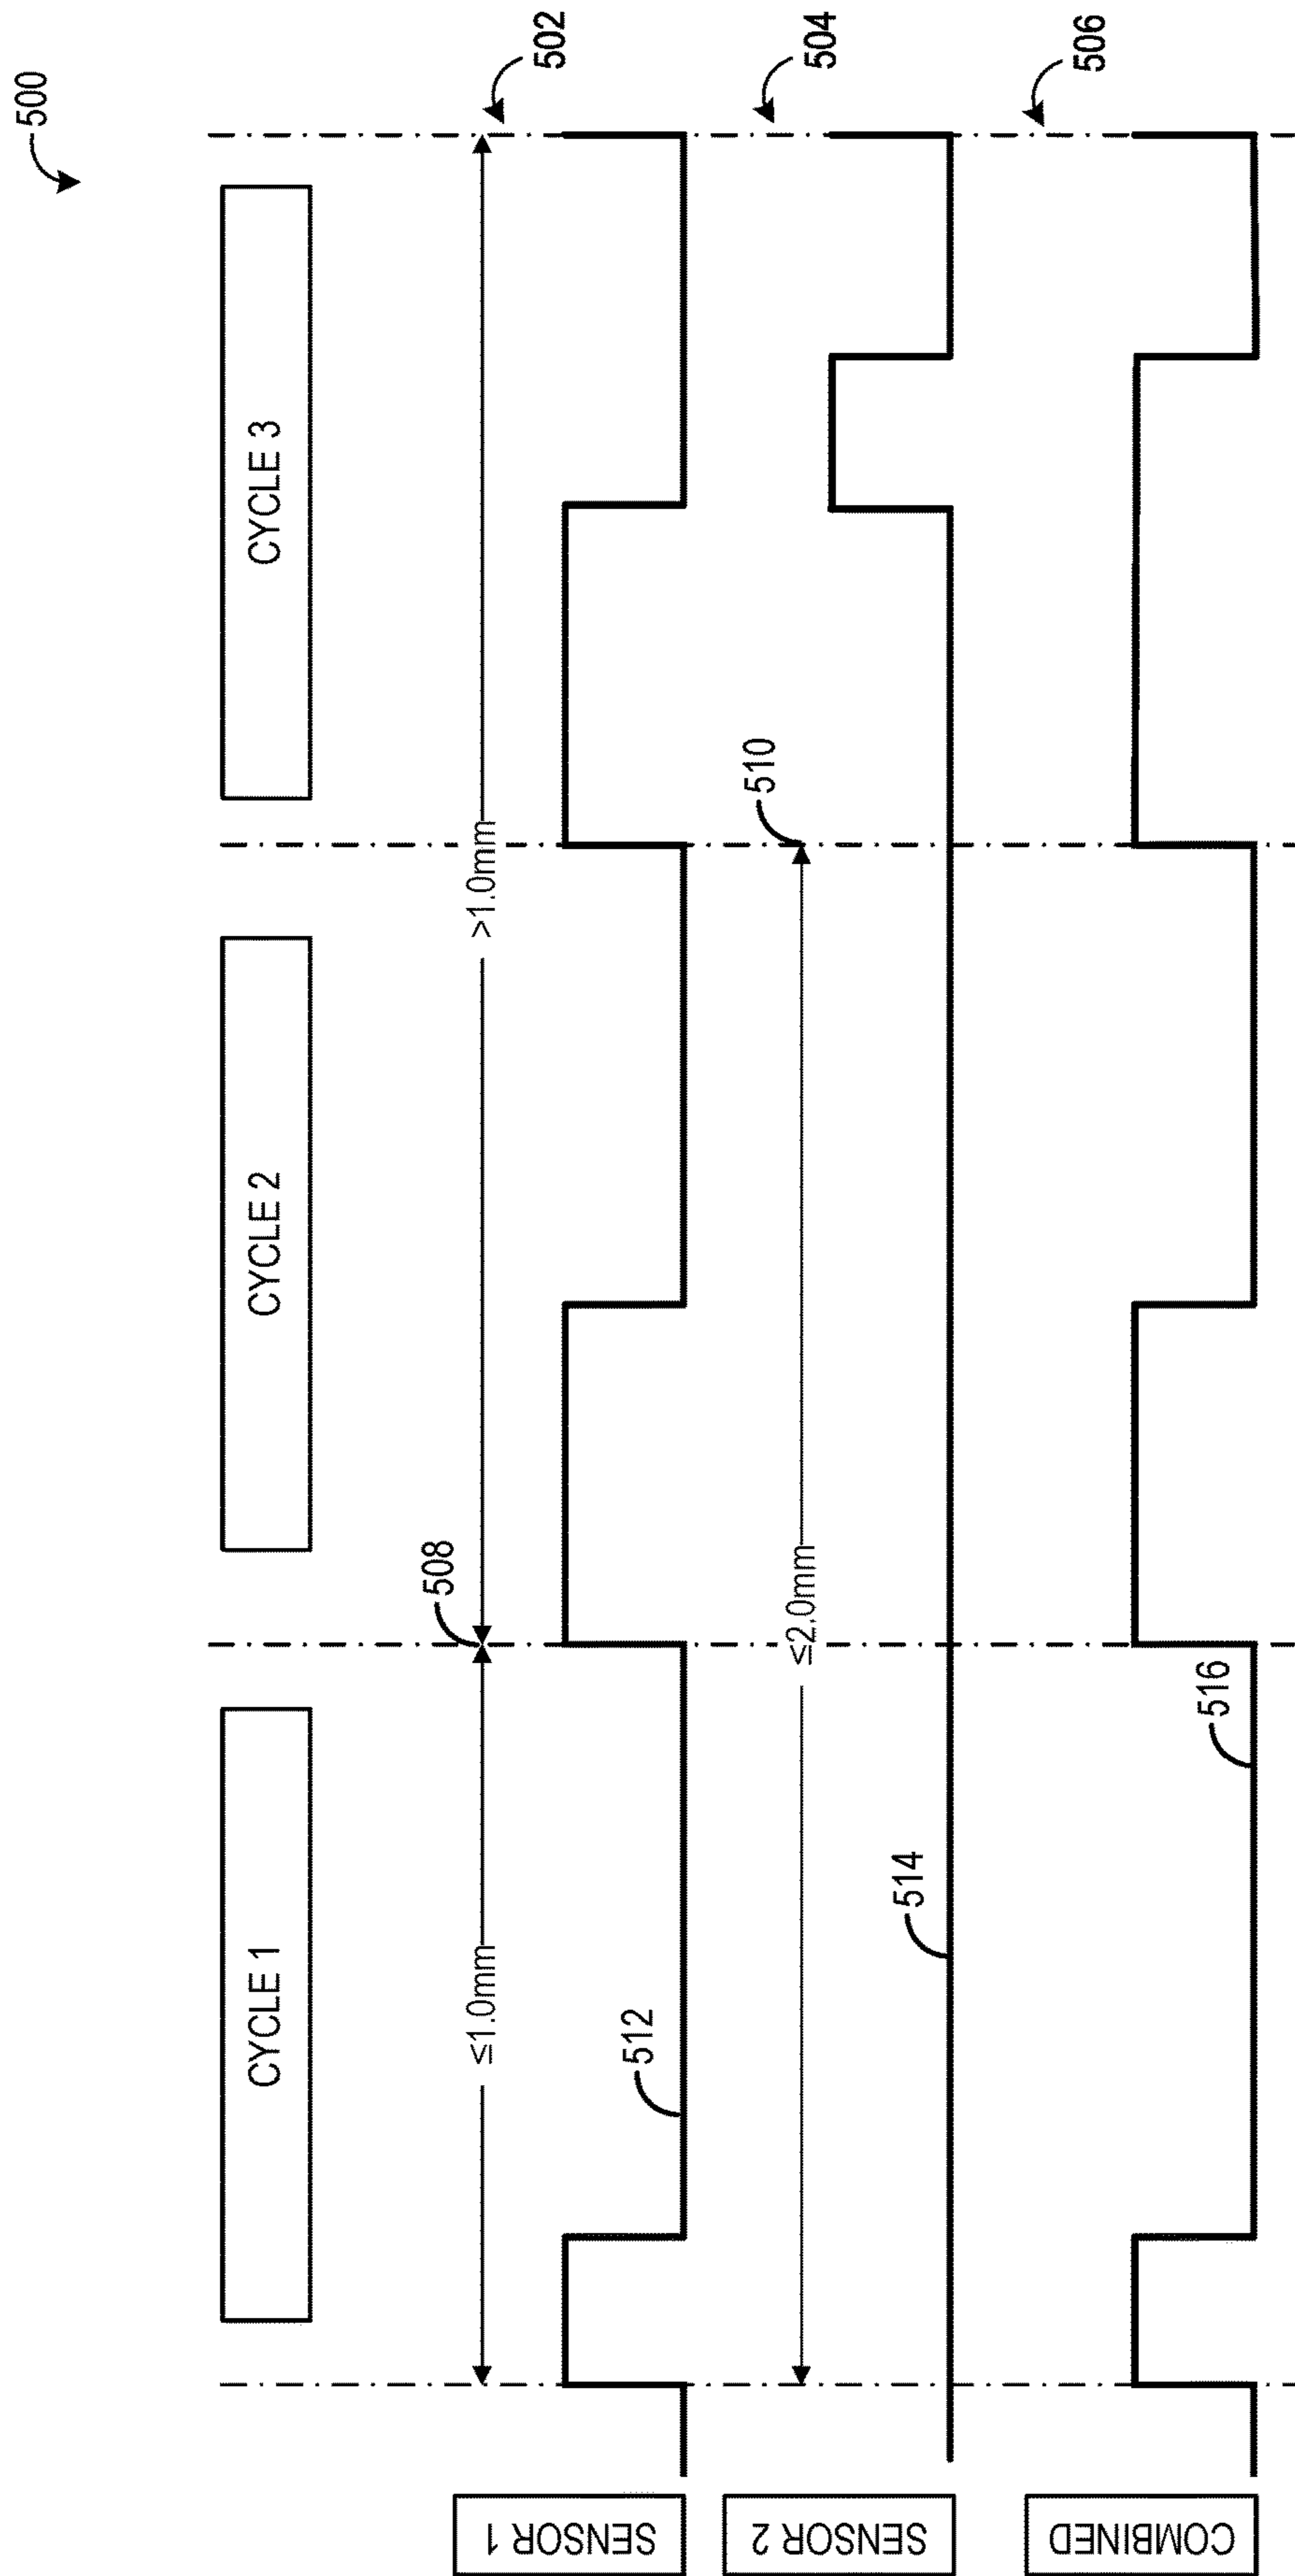 500
CYCLE 1
CYCLE 2
CYCLE 3
502
≤1.0mm
508
>1.0mm
SENSOR 1
512
504
510
≤2.0mm
SENSOR 2
514
506
COMBINED
516